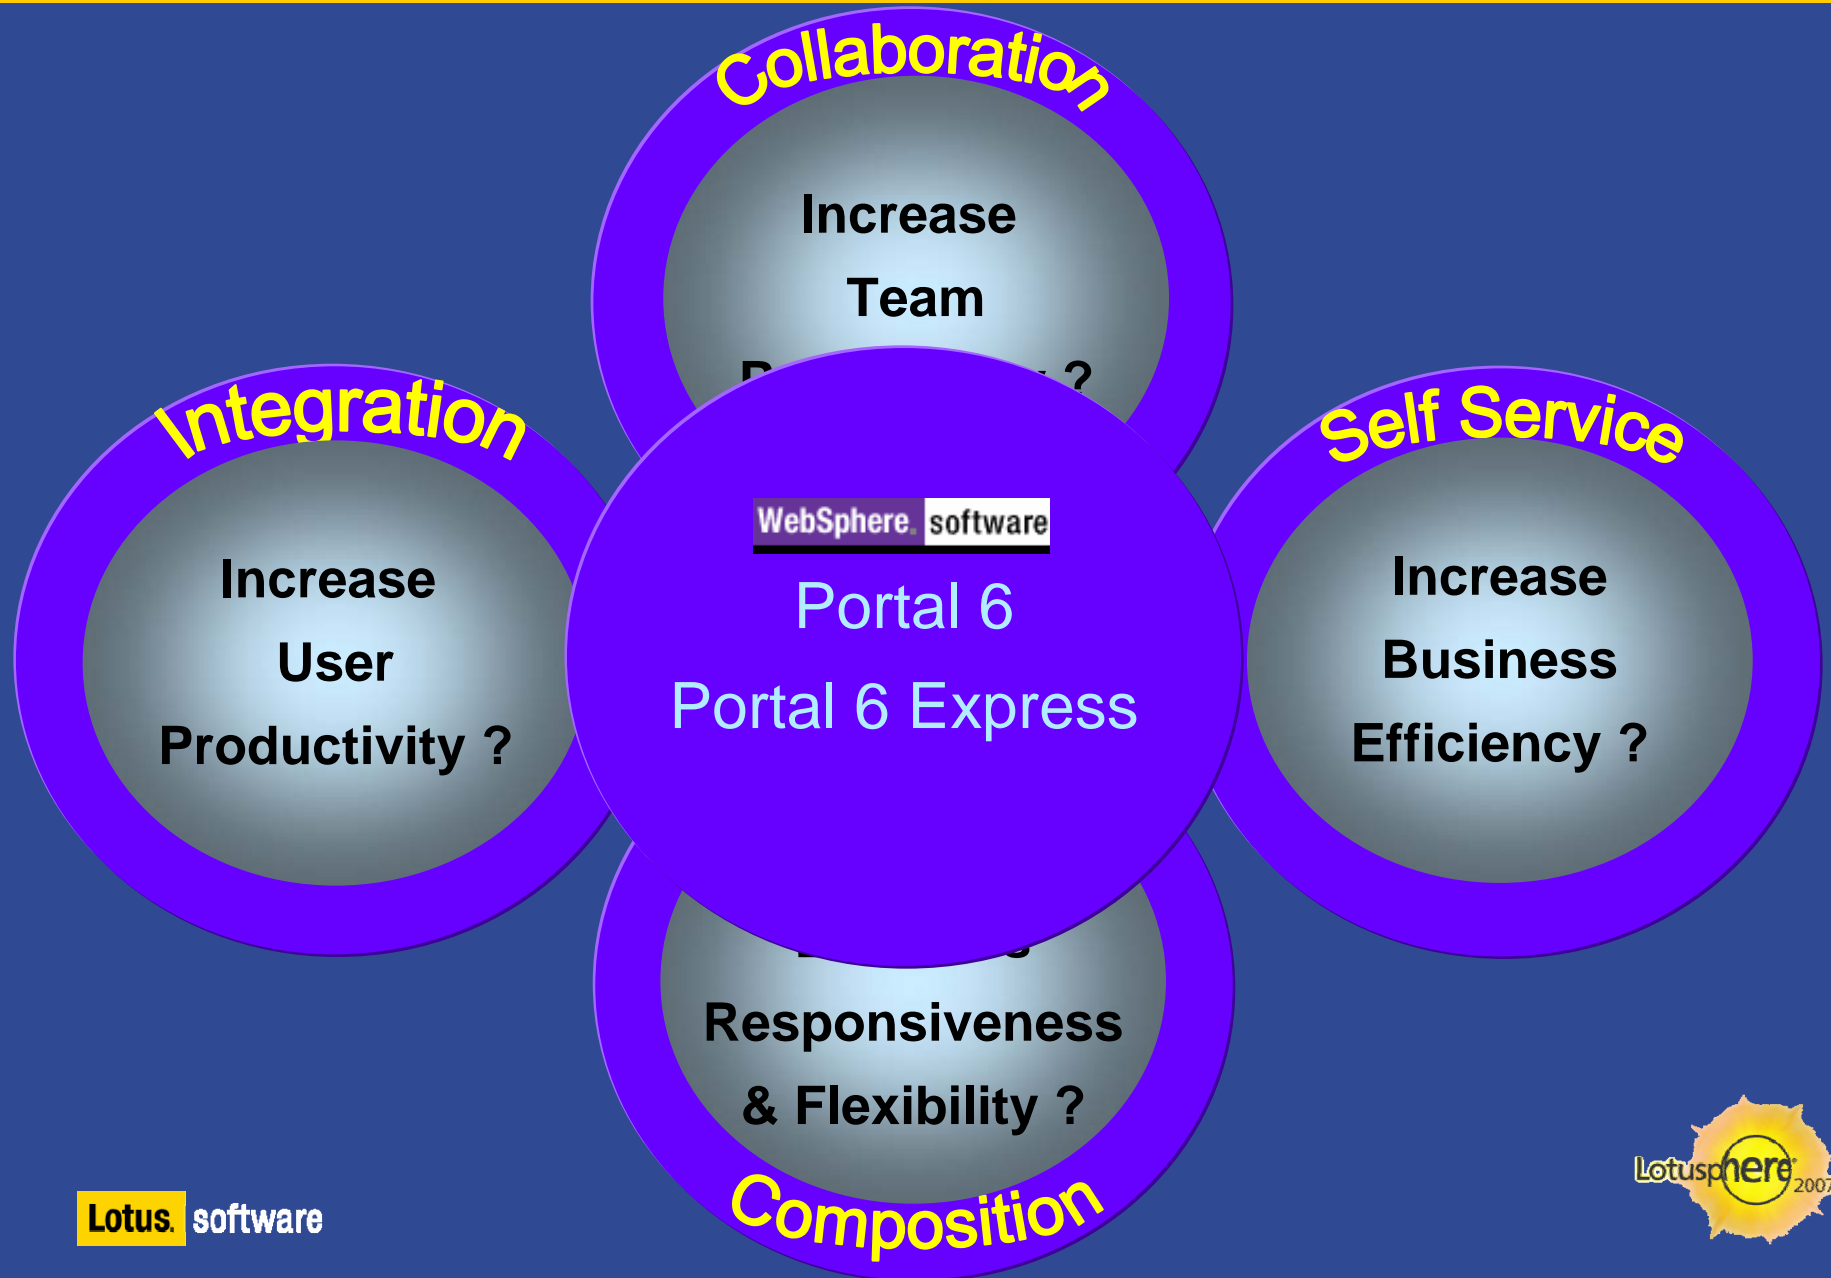 Collaboration
Increase
Team
?
Integration
Increase
User
Productivity ?
WebSphere. software
Portal 6
Portal 6 Express
Self Service
Increase
Business
Efficiency ?
Responsiveness
& Flexibility ?
Composition
Lotus. software
Lotusphere 2007